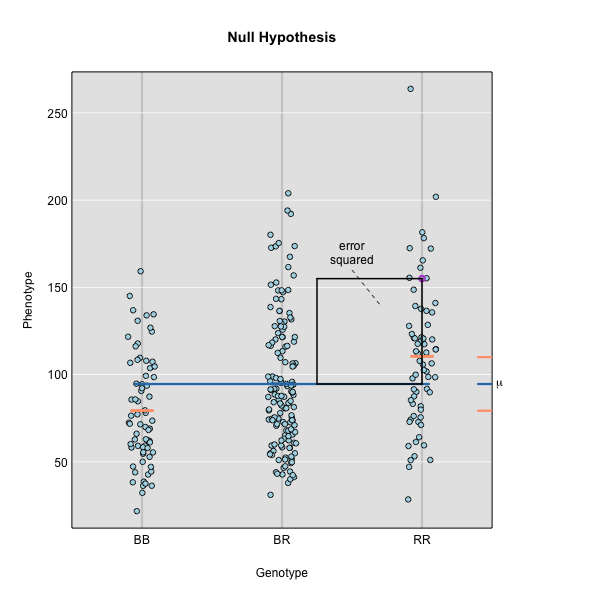 Null Hypothesis
250
200
150
100
50
Phenotype
error
squared
μ
BB
BR
RR
Genotype